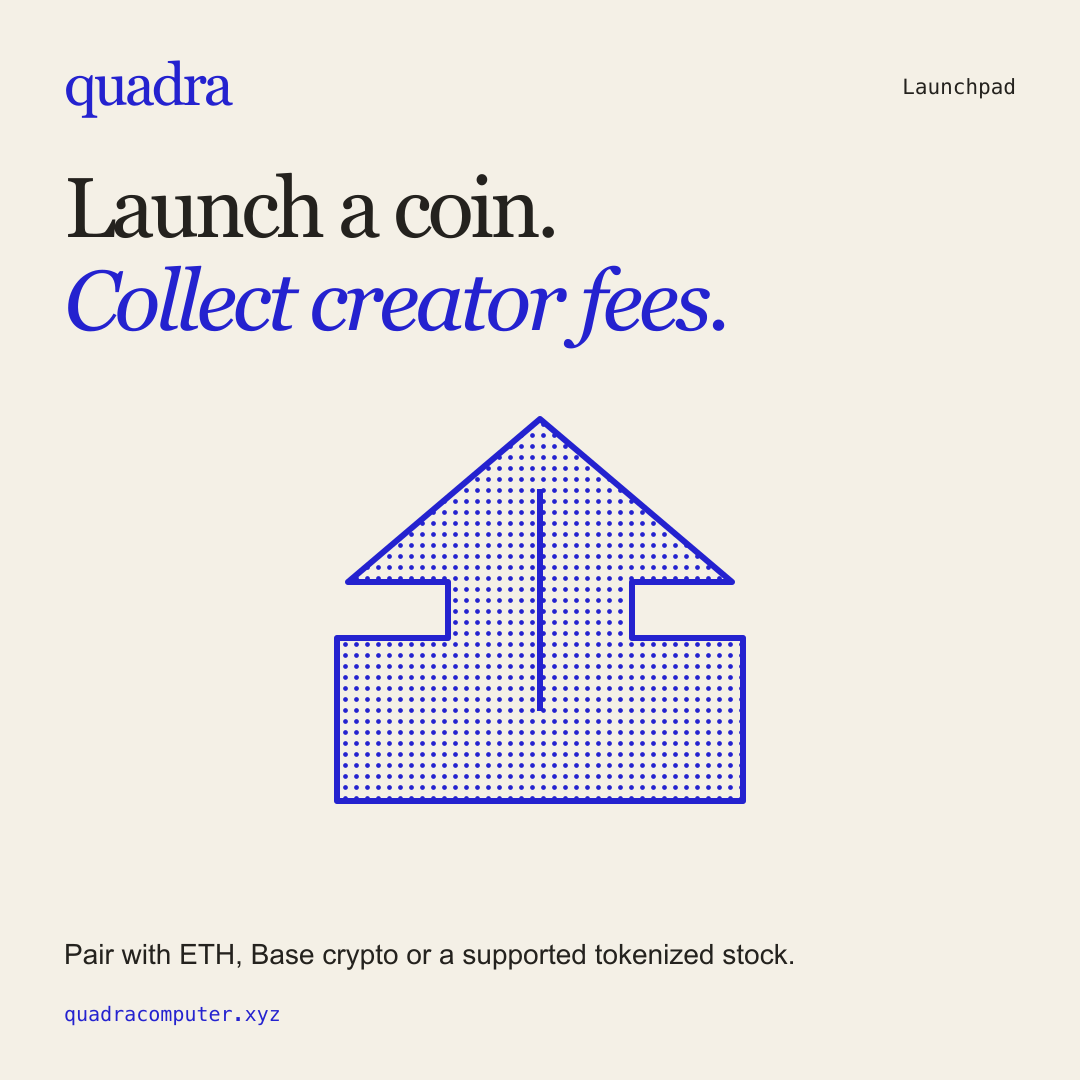 quadra
Launchpad
Launch a coin.
Collect creator fees.
Pair with ETH, Base crypto or a supported tokenized stock.
quadracomputer.xyz